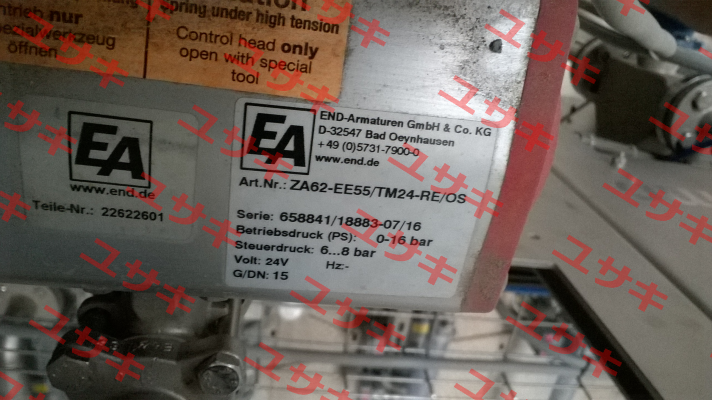 ntrieb nur
pezialwerkzeug
öffnen
spring under high tension
Control head only
open with special
tool
EA
www.end.de
Teile-Nr.: 22622601
EA
END-Armaturen GmbH & Co. KG
D-32547 Bad Oeynhausen
+49 (0)5731-7900-0
www.end.de
Art.Nr.: ZA62-EE55/TM24-RE/OS
Serie: 658841/18883-07/16
Betriebsdruck (PS): 0-16 bar
Steuerdruck: 6...8 bar
Volt: 24V Hz:-
G/DN: 15
ユサキ